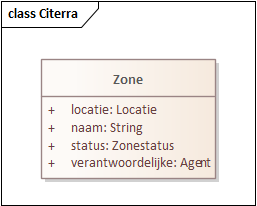 class Citerra
Zone
+ locatie: Locatie
+ naam: String
+ status: Zonestatus
+ verantwoordelijke: Agent